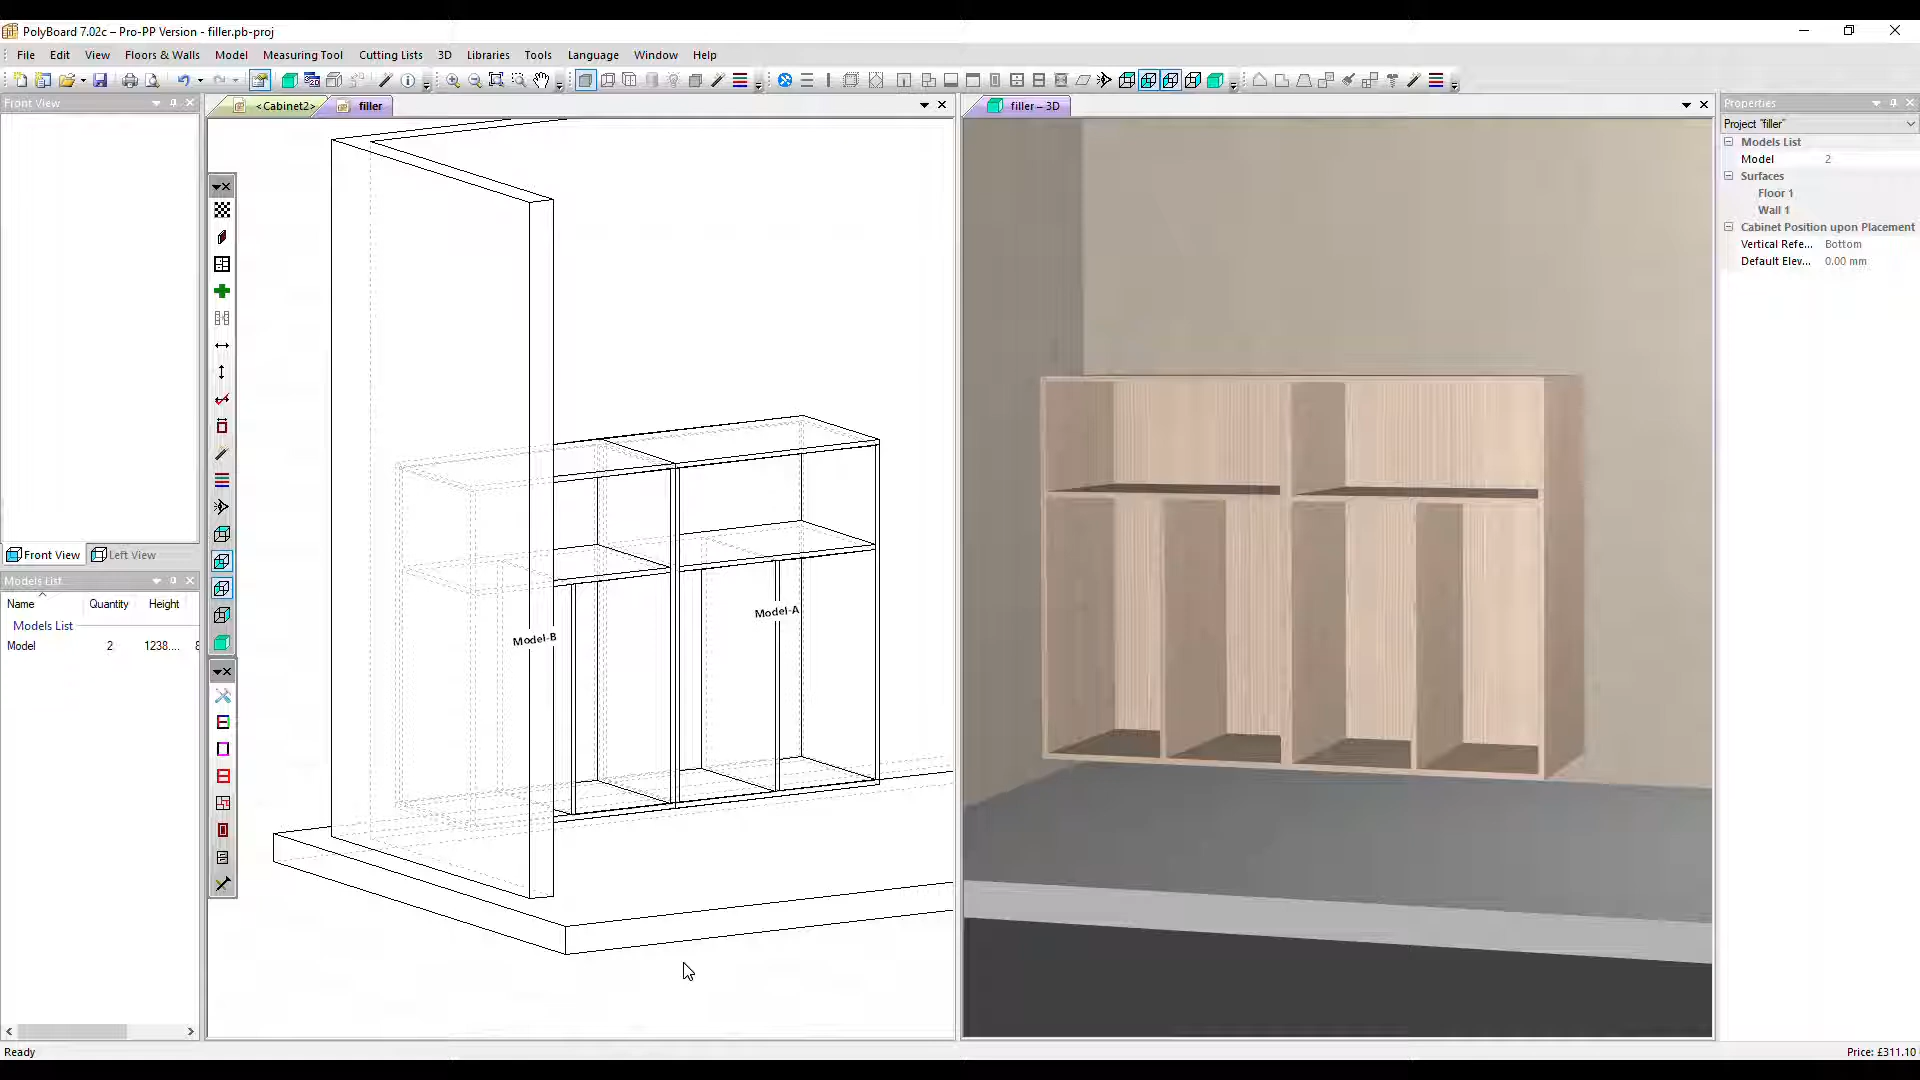 PolyBoard 7.02c – Pro-PP Version - filler.pb-proj
File Edit View Floors & Walls Model Measuring Tool Cutting Lists 3D Libraries Tools Language Window Help
Front View
<Cabinet2>
filler
filler – 3D
Properties
Project "filler"
Models List
Model 2
Surfaces
Floor 1
Wall 1
Cabinet Position upon Placement
Vertical Refe... Bottom
Default Elev... 0.00 mm
Front View Left View
Models List
Name Quantity Height
Models List
Model 2 1238....
Model-B
Model-A
Ready
Price: £311.10